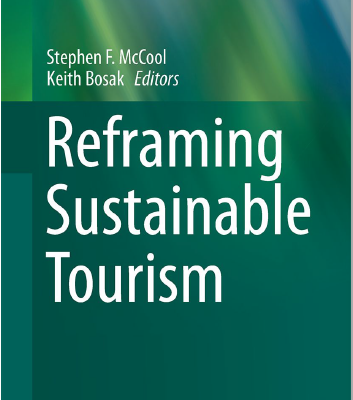 Stephen F. McCool
Keith Bosak Editors
Reframing
Sustainable
Tourism